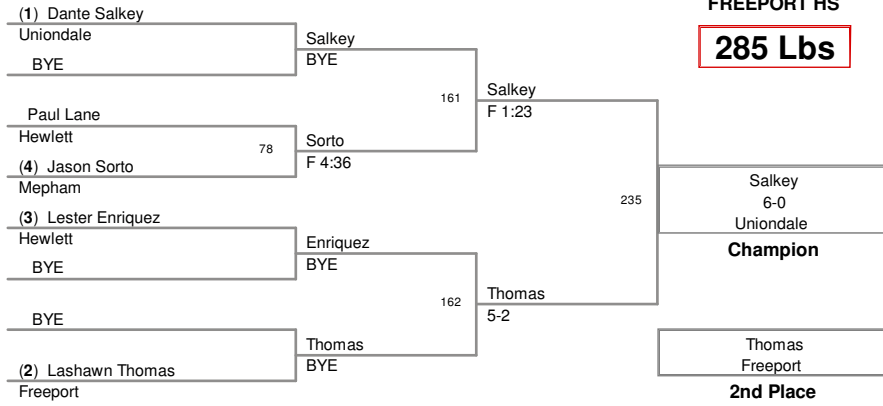 FREEPORT HS
285 Lbs
(1) Dante Salkey
Uniondale
BYE
Paul Lane
Hewlett
(4) Jason Sorto
Mepham
(3) Lester Enriquez
Hewlett
BYE
BYE
(2) Lashawn Thomas
Freeport
Salkey
BYE
78
Sorto
F 4:36
Enriquez
BYE
Thomas
BYE
161
Salkey
F 1:23
162
Thomas
5-2
235
Salkey
6-0
Uniondale
Champion
Thomas
Freeport
2nd Place